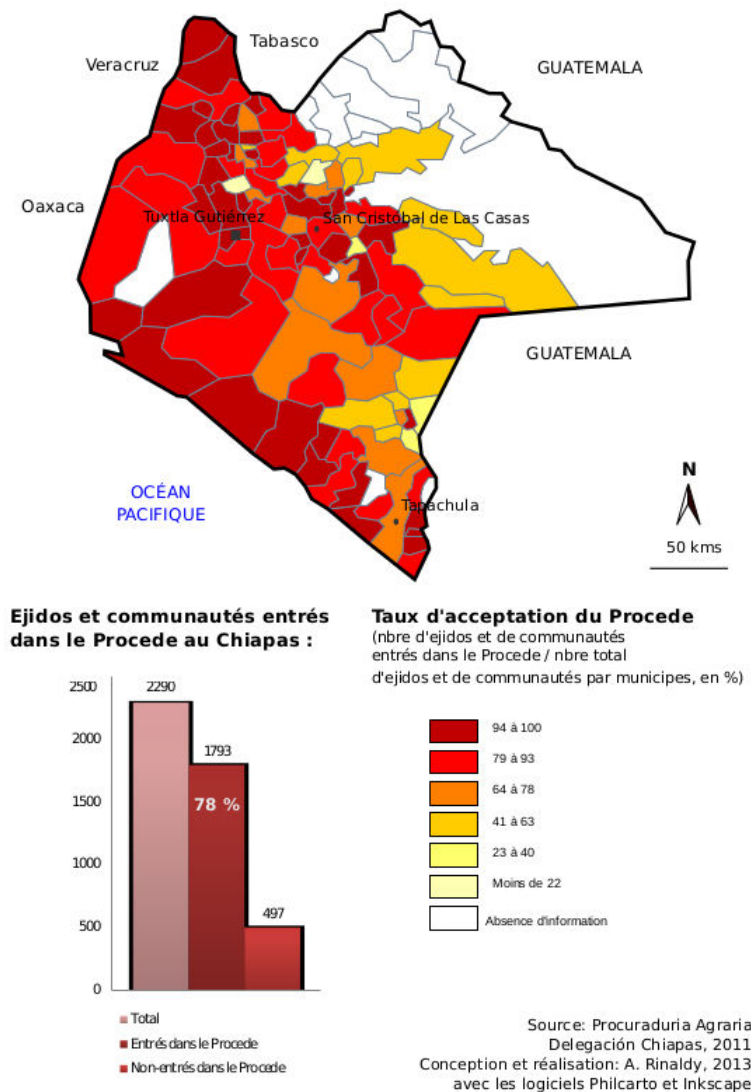 Tabasco
Veracruz
GUATEMALA
Oaxaca
Tuxtla Gutiérrez
San Cristóbal de Las Casas
GUATEMALA
OCÉAN
PACIFIQUE
Tapachula
N
50 kms
Ejidos et communautés entrés
dans le Procede au Chiapas :
2500
2000
1500
1000
500
0
2290
1793
78 %
497
Total
Entrés dans le Procede
Non-entrés dans le Procede
Taux d'acceptation du Procede
(nbre d'ejidos et de communautés
entrés dans le Procede / nbre total
d'ejidos et de communautés par municipes, en %)
94 à 100
79 à 93
64 à 78
41 à 63
23 à 40
Moins de 22
Absence d'information
Source: Procuraduria Agraria
Delegación Chiapas, 2011
Conception et réalisation: A. Rinaldy, 2013
avec les logiciels Philcarto et Inkscape